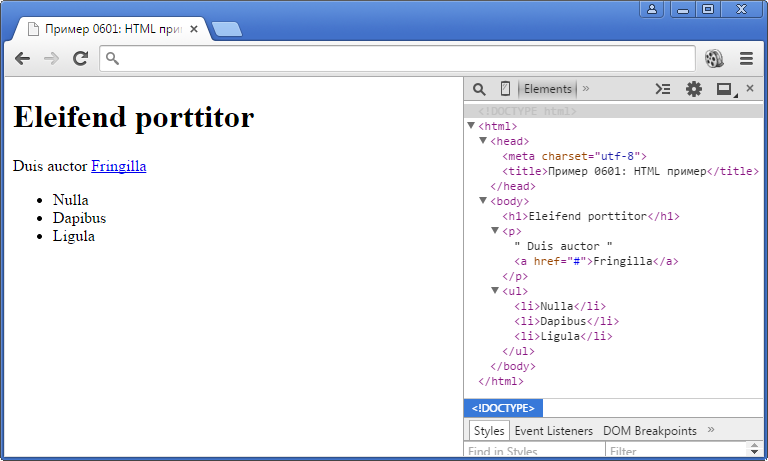 Пример 0601: HTML при
Eleifend porttitor
Duis auctor Fringilla
Nulla
Dapibus
Ligula
Elements »
<!DOCTYPE html>
<html>
<head>
<meta charset="utf-8">
<title>Пример 0601: HTML пример</title>
</head>
<body>
<h1>Eleifend porttitor</h1>
<p>
" Duis auctor "
<a href="#">Fringilla</a>
</p>
<ul>
<li>Nulla</li>
<li>Dapibus</li>
<li>Ligula</li>
</ul>
</body>
</html>
<!DOCTYPE>
Styles Event Listeners DOM Breakpoints »
Find in Styles Filter